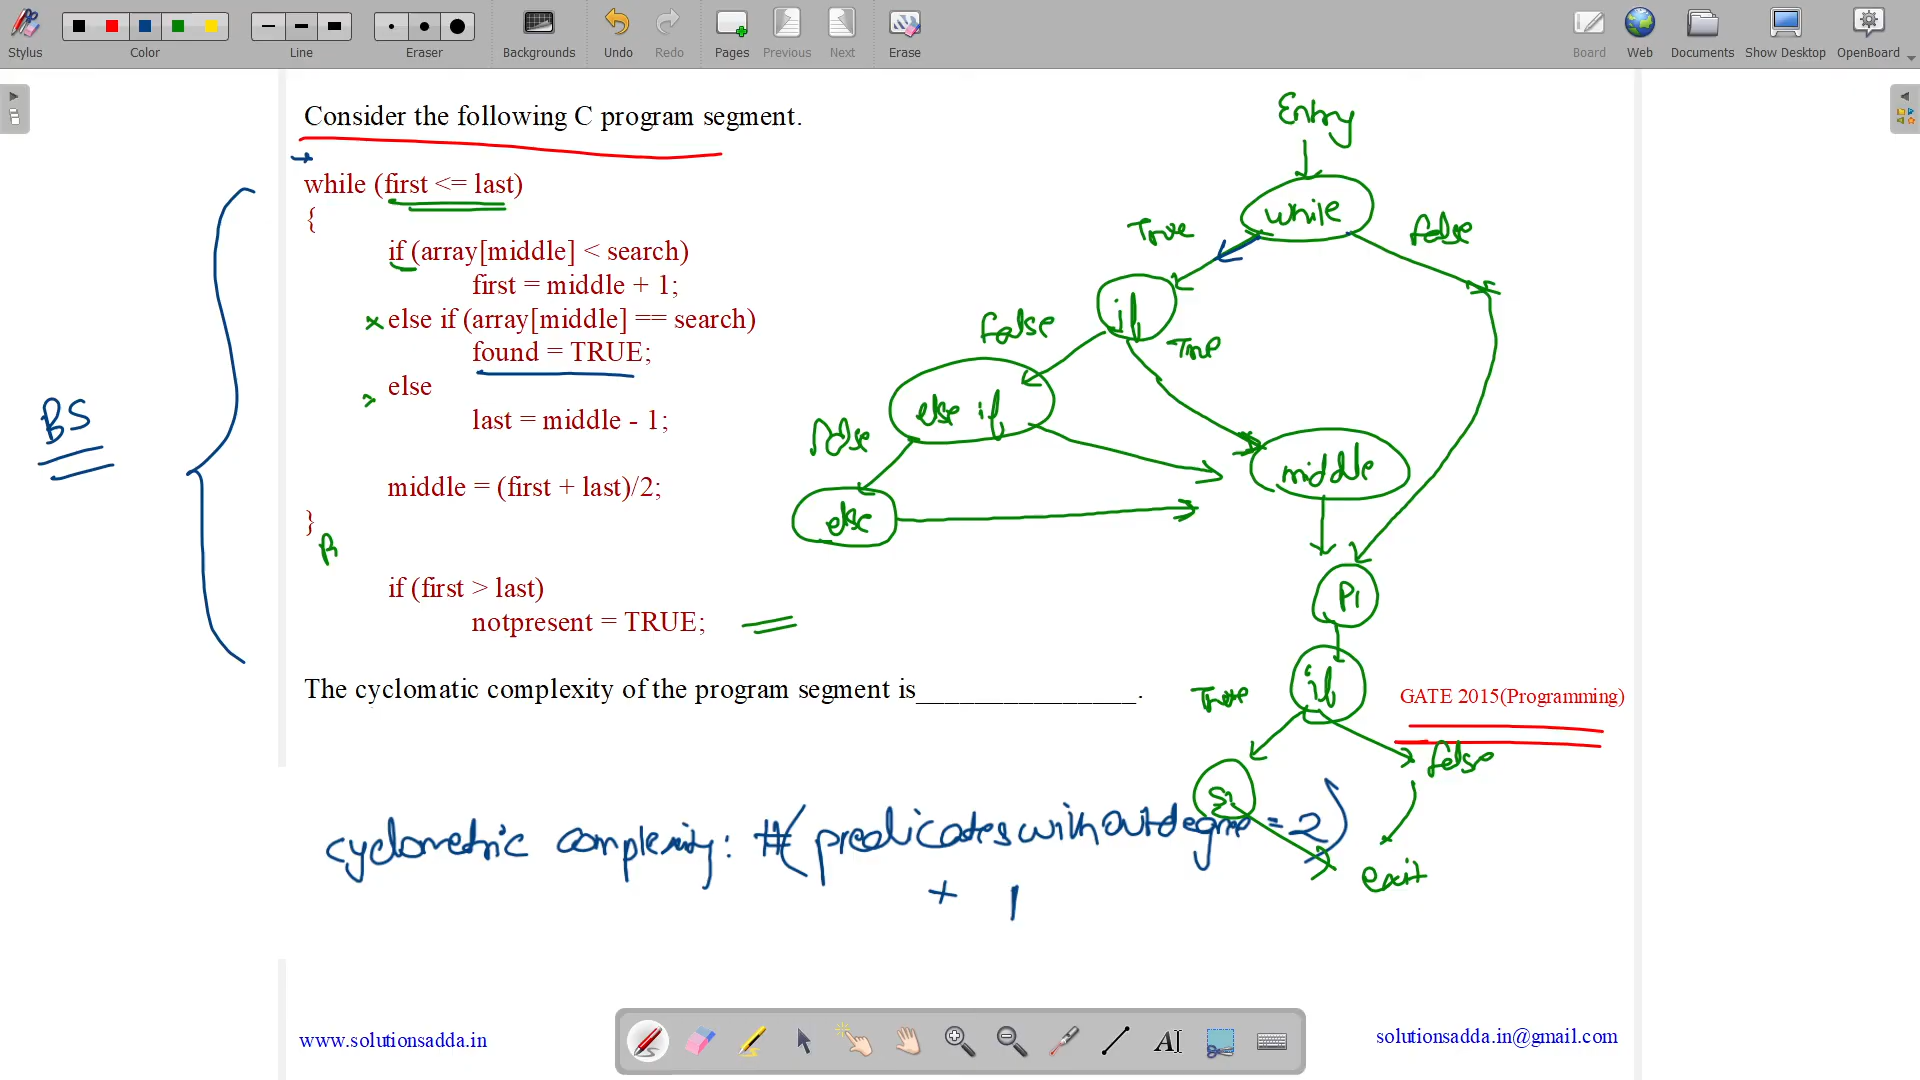 Stylus Color Line Eraser Backgrounds Undo Redo Pages Previous Next Erase Board Web Documents Show Desktop OpenBoard
Consider the following C program segment.
while (first <= last)
{
if (array[middle] < search)
first = middle + 1;
else if (array[middle] == search)
found = TRUE;
else
last = middle - 1;
middle = (first + last)/2;
}
P1
if (first > last)
notpresent = TRUE;
The cyclomatic complexity of the program segment is_______________.
GATE 2015(Programming)
BS
Entry
while
True
false
if
false
True
else if
false
middle
else
P1
if
True
false
S1
exit
cyclometric complexity: #(predicates with outdegree = 2)
+ 1
www.solutionsadda.in
solutionsadda.in@gmail.com